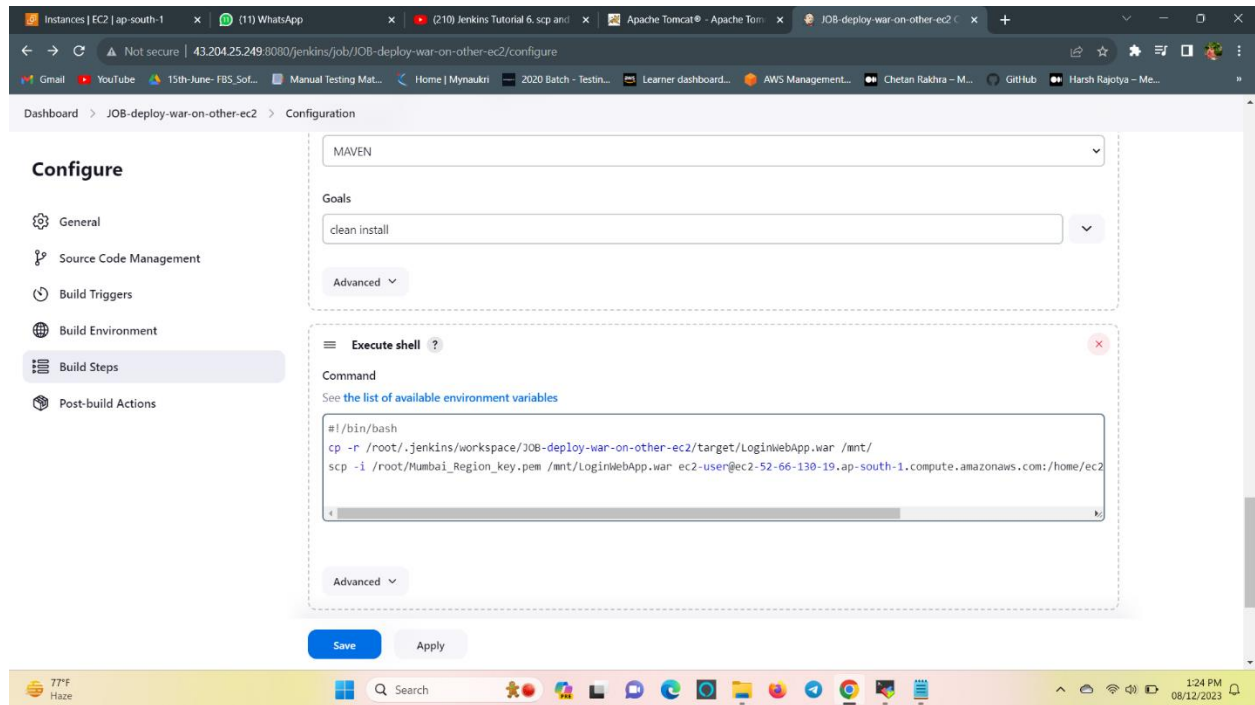 Instances | EC2 | ap-south-1
(11) WhatsApp
(210) Jenkins Tutorial 6. scp and
Apache Tomcat® - Apache Tom
JOB-deploy-war-on-other-ec2 C
Not secure | 43.204.25.249:8080/jenkins/job/JOB-deploy-war-on-other-ec2/configure
Gmail YouTube 15th-June- FBS_Sof... Manual Testing Mat... Home | Mynaukri 2020 Batch - Testin... Learner dashboard... AWS Management... Chetan Rakhra – M... GitHub Harsh Rajotya – Me... »
Dashboard > JOB-deploy-war-on-other-ec2 > Configuration
Configure
General
Source Code Management
Build Triggers
Build Environment
Build Steps
Post-build Actions
MAVEN
Goals
clean install
Advanced
Execute shell ?
Command
See the list of available environment variables
#!/bin/bash
cp -r /root/.jenkins/workspace/JOB-deploy-war-on-other-ec2/target/LoginWebApp.war /mnt/
scp -i /root/Mumbai_Region_key.pem /mnt/LoginWebApp.war ec2-user@ec2-52-66-130-19.ap-south-1.compute.amazonaws.com:/home/ec2
Advanced
Save Apply
77°F
Haze
Search
1:24 PM
08/12/2023